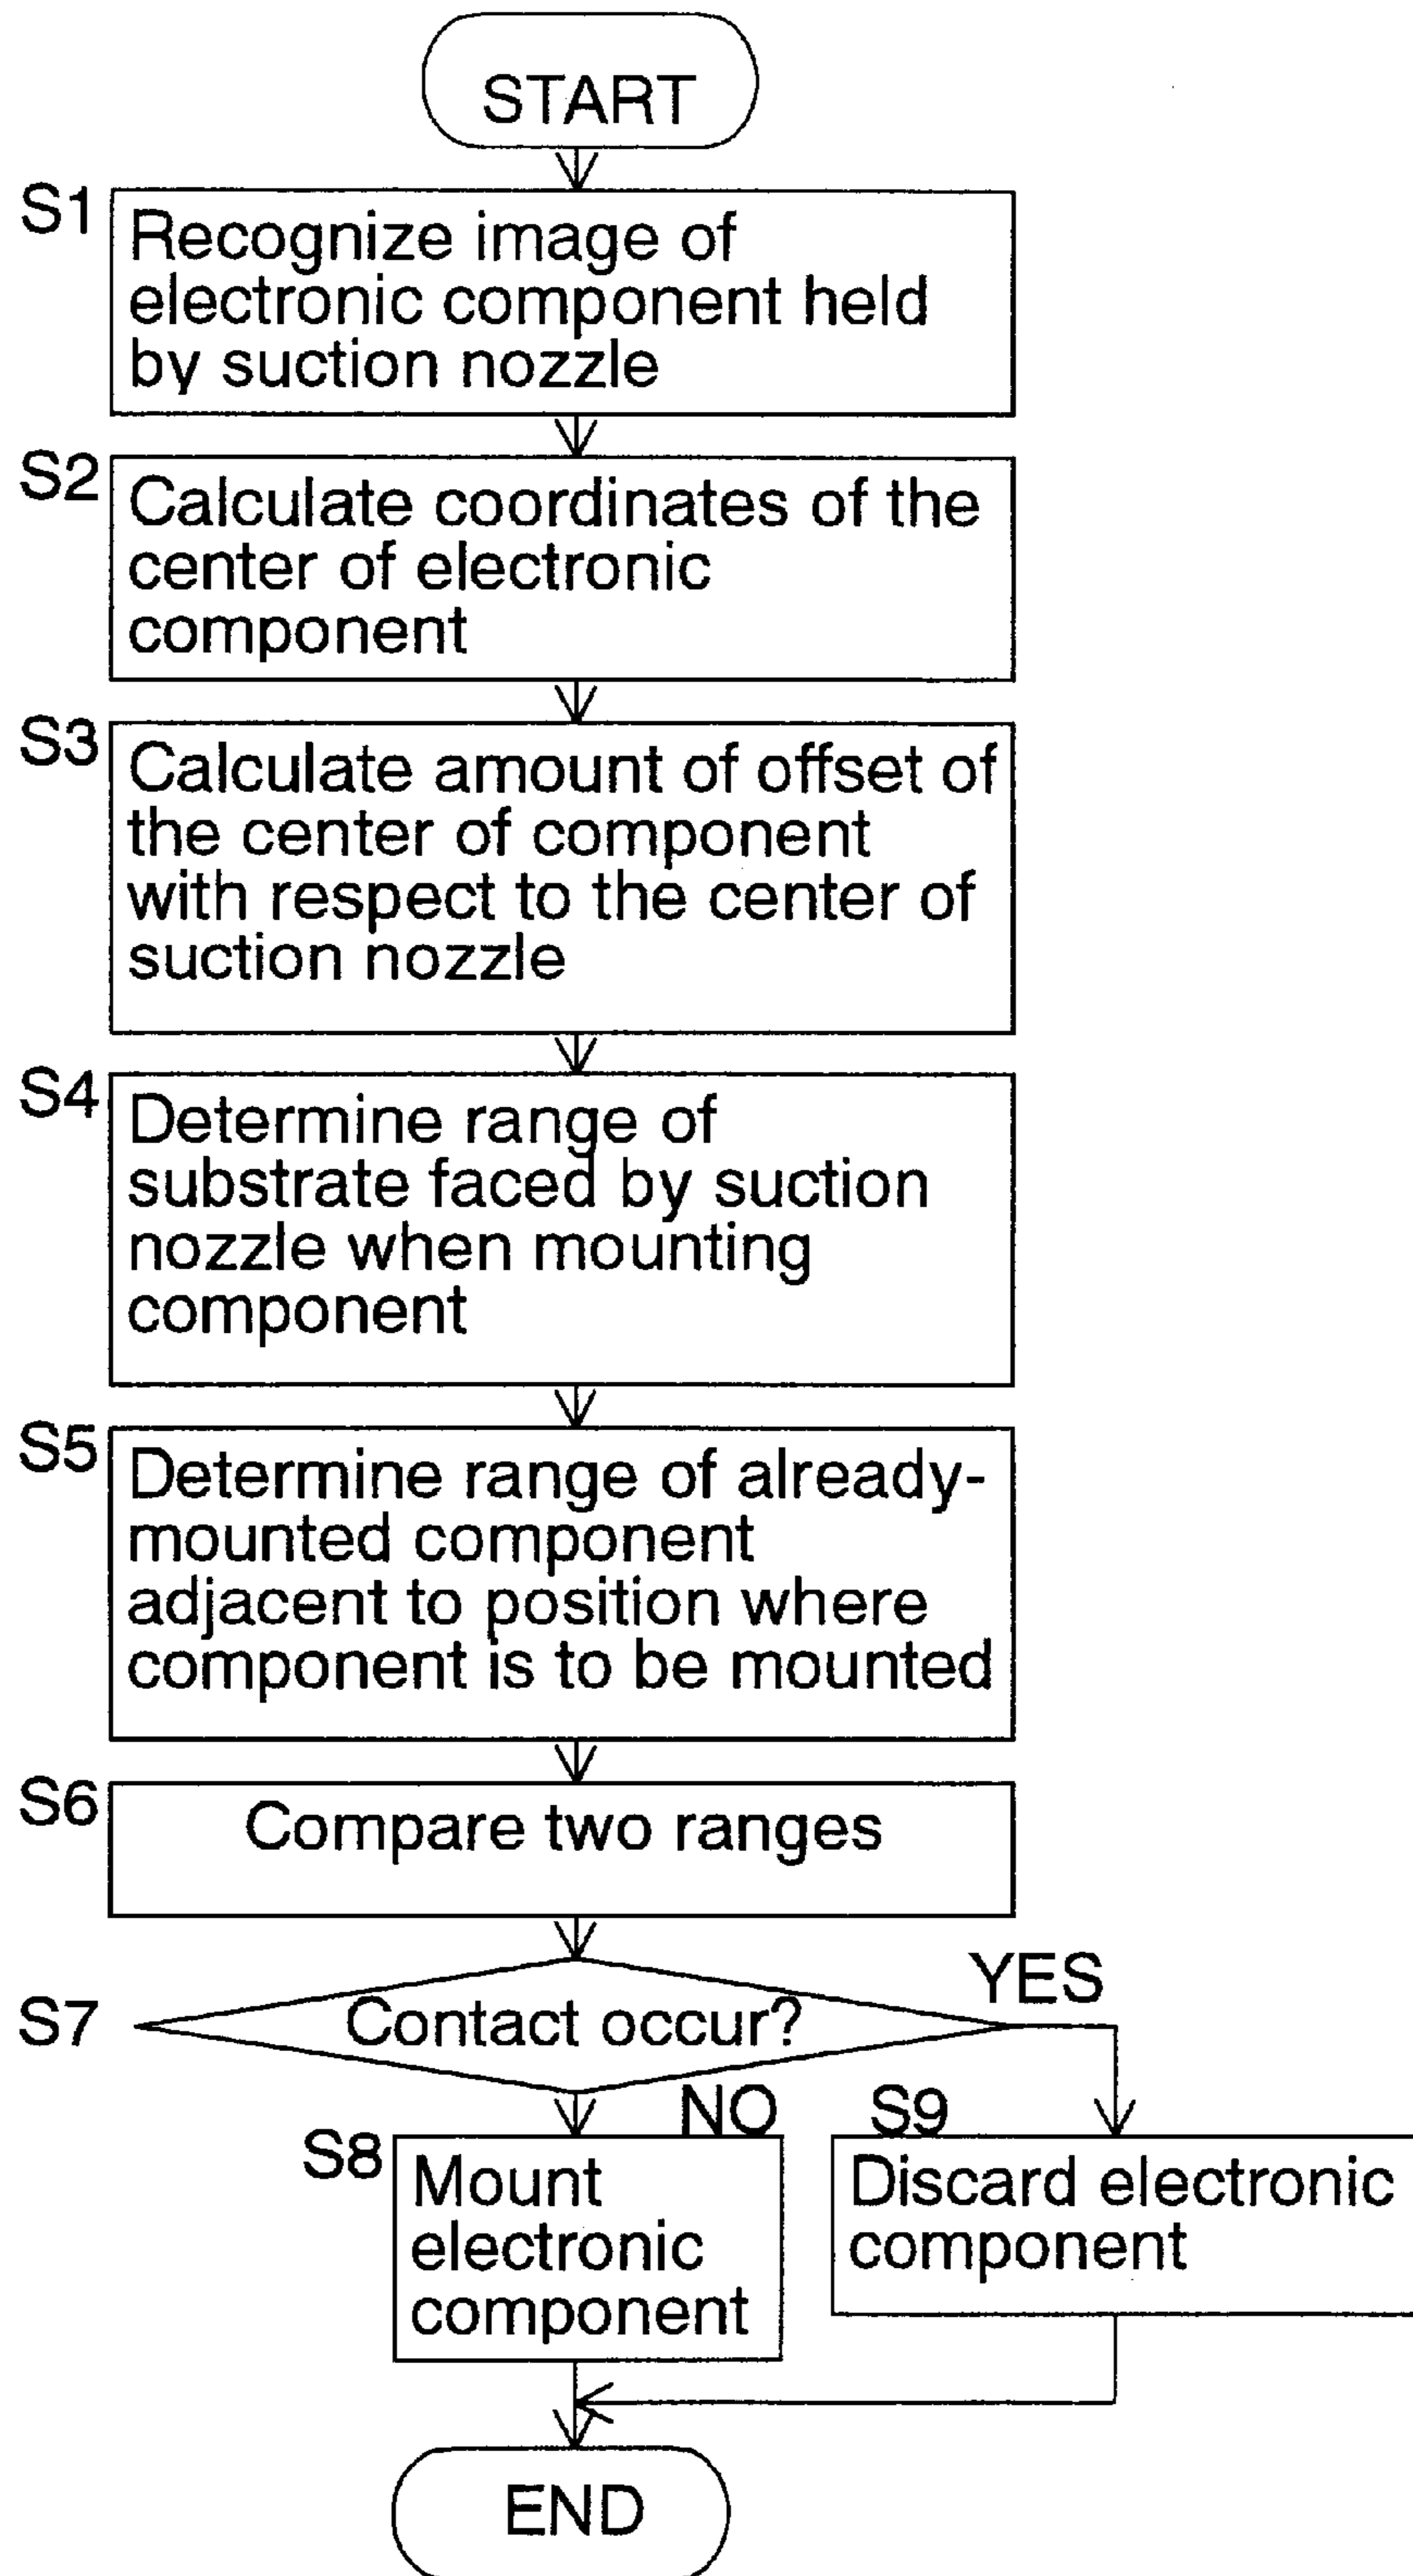 START
S1
Recognize image of
electronic component held
by suction nozzle
S2
Calculate coordinates of the
center of electronic
component
S3
Calculate amount of offset of
the center of component
with respect to the center of
suction nozzle
S4
Determine range of
substrate faced by suction
nozzle when mounting
component
S5
Determine range of already-
mounted component
adjacent to position where
component is to be mounted
S6
Compare two ranges
S7
Contact occur?
YES
NO
S8
Mount
electronic
component
S9
Discard electronic
component
END